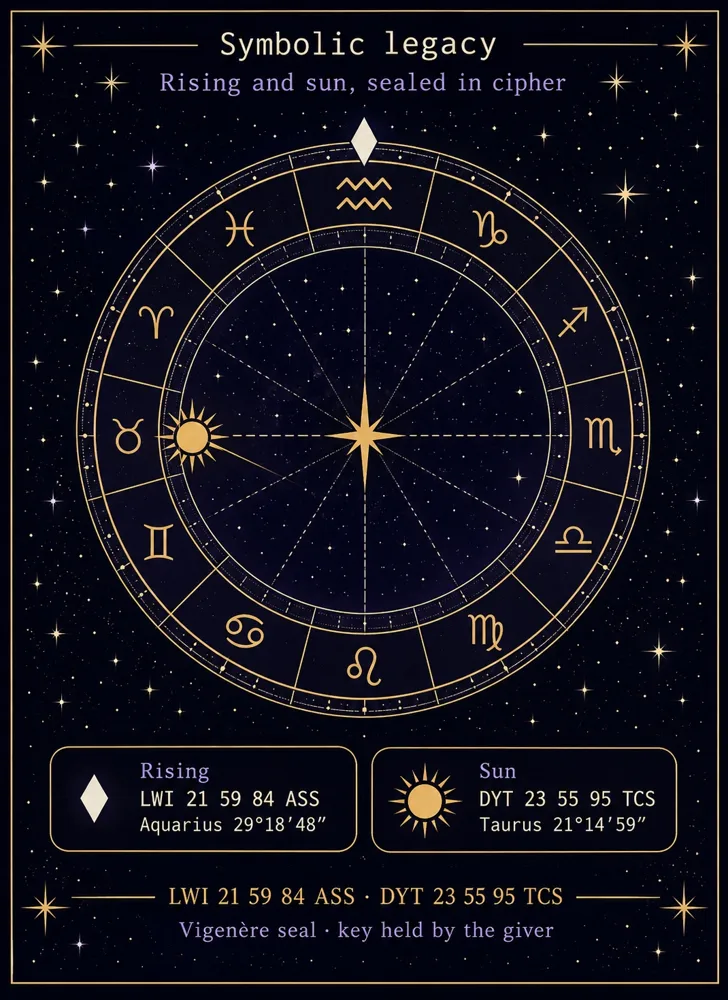 Symbolic legacy
Rising and sun, sealed in cipher
♒
♓
♑
♈
♐
♉
♏
♊
♎
♋
♍
♌
Rising
LWI 21 59 84 ASS
Aquarius 29°18′48″
Sun
DYT 23 55 95 TCS
Taurus 21°14′59″
LWI 21 59 84 ASS · DYT 23 55 95 TCS
Vigenère seal · key held by the giver